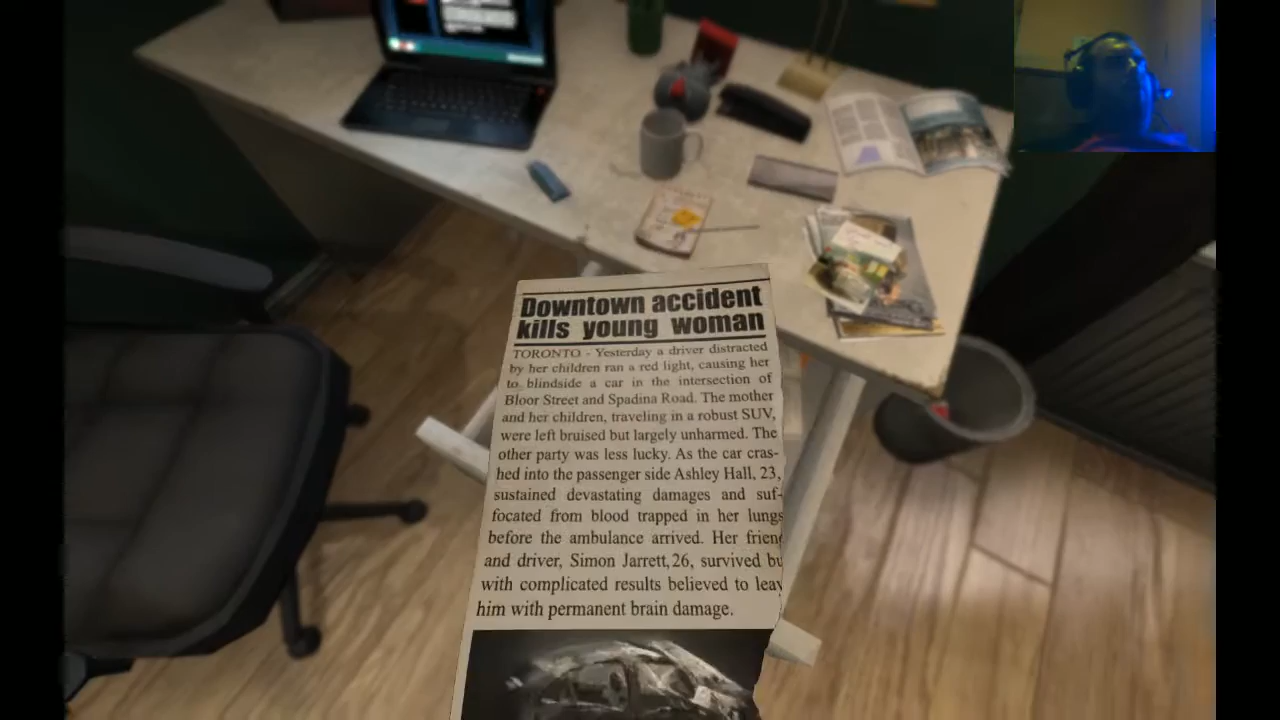 Downtown accident
kills young woman
TORONTO - Yesterday a driver distracted
by her children ran a red light, causing her
to blindside a car in the intersection of
Bloor Street and Spadina Road. The mother
and her children, traveling in a robust SUV,
were left bruised but largely unharmed. The
other party was less lucky. As the car cras-
hed into the passenger side Ashley Hall, 23,
sustained devastating damages and suf-
focated from blood trapped in her lungs
before the ambulance arrived. Her frien
and driver, Simon Jarrett, 26, survived bu
with complicated results believed to leav
him with permanent brain damage.